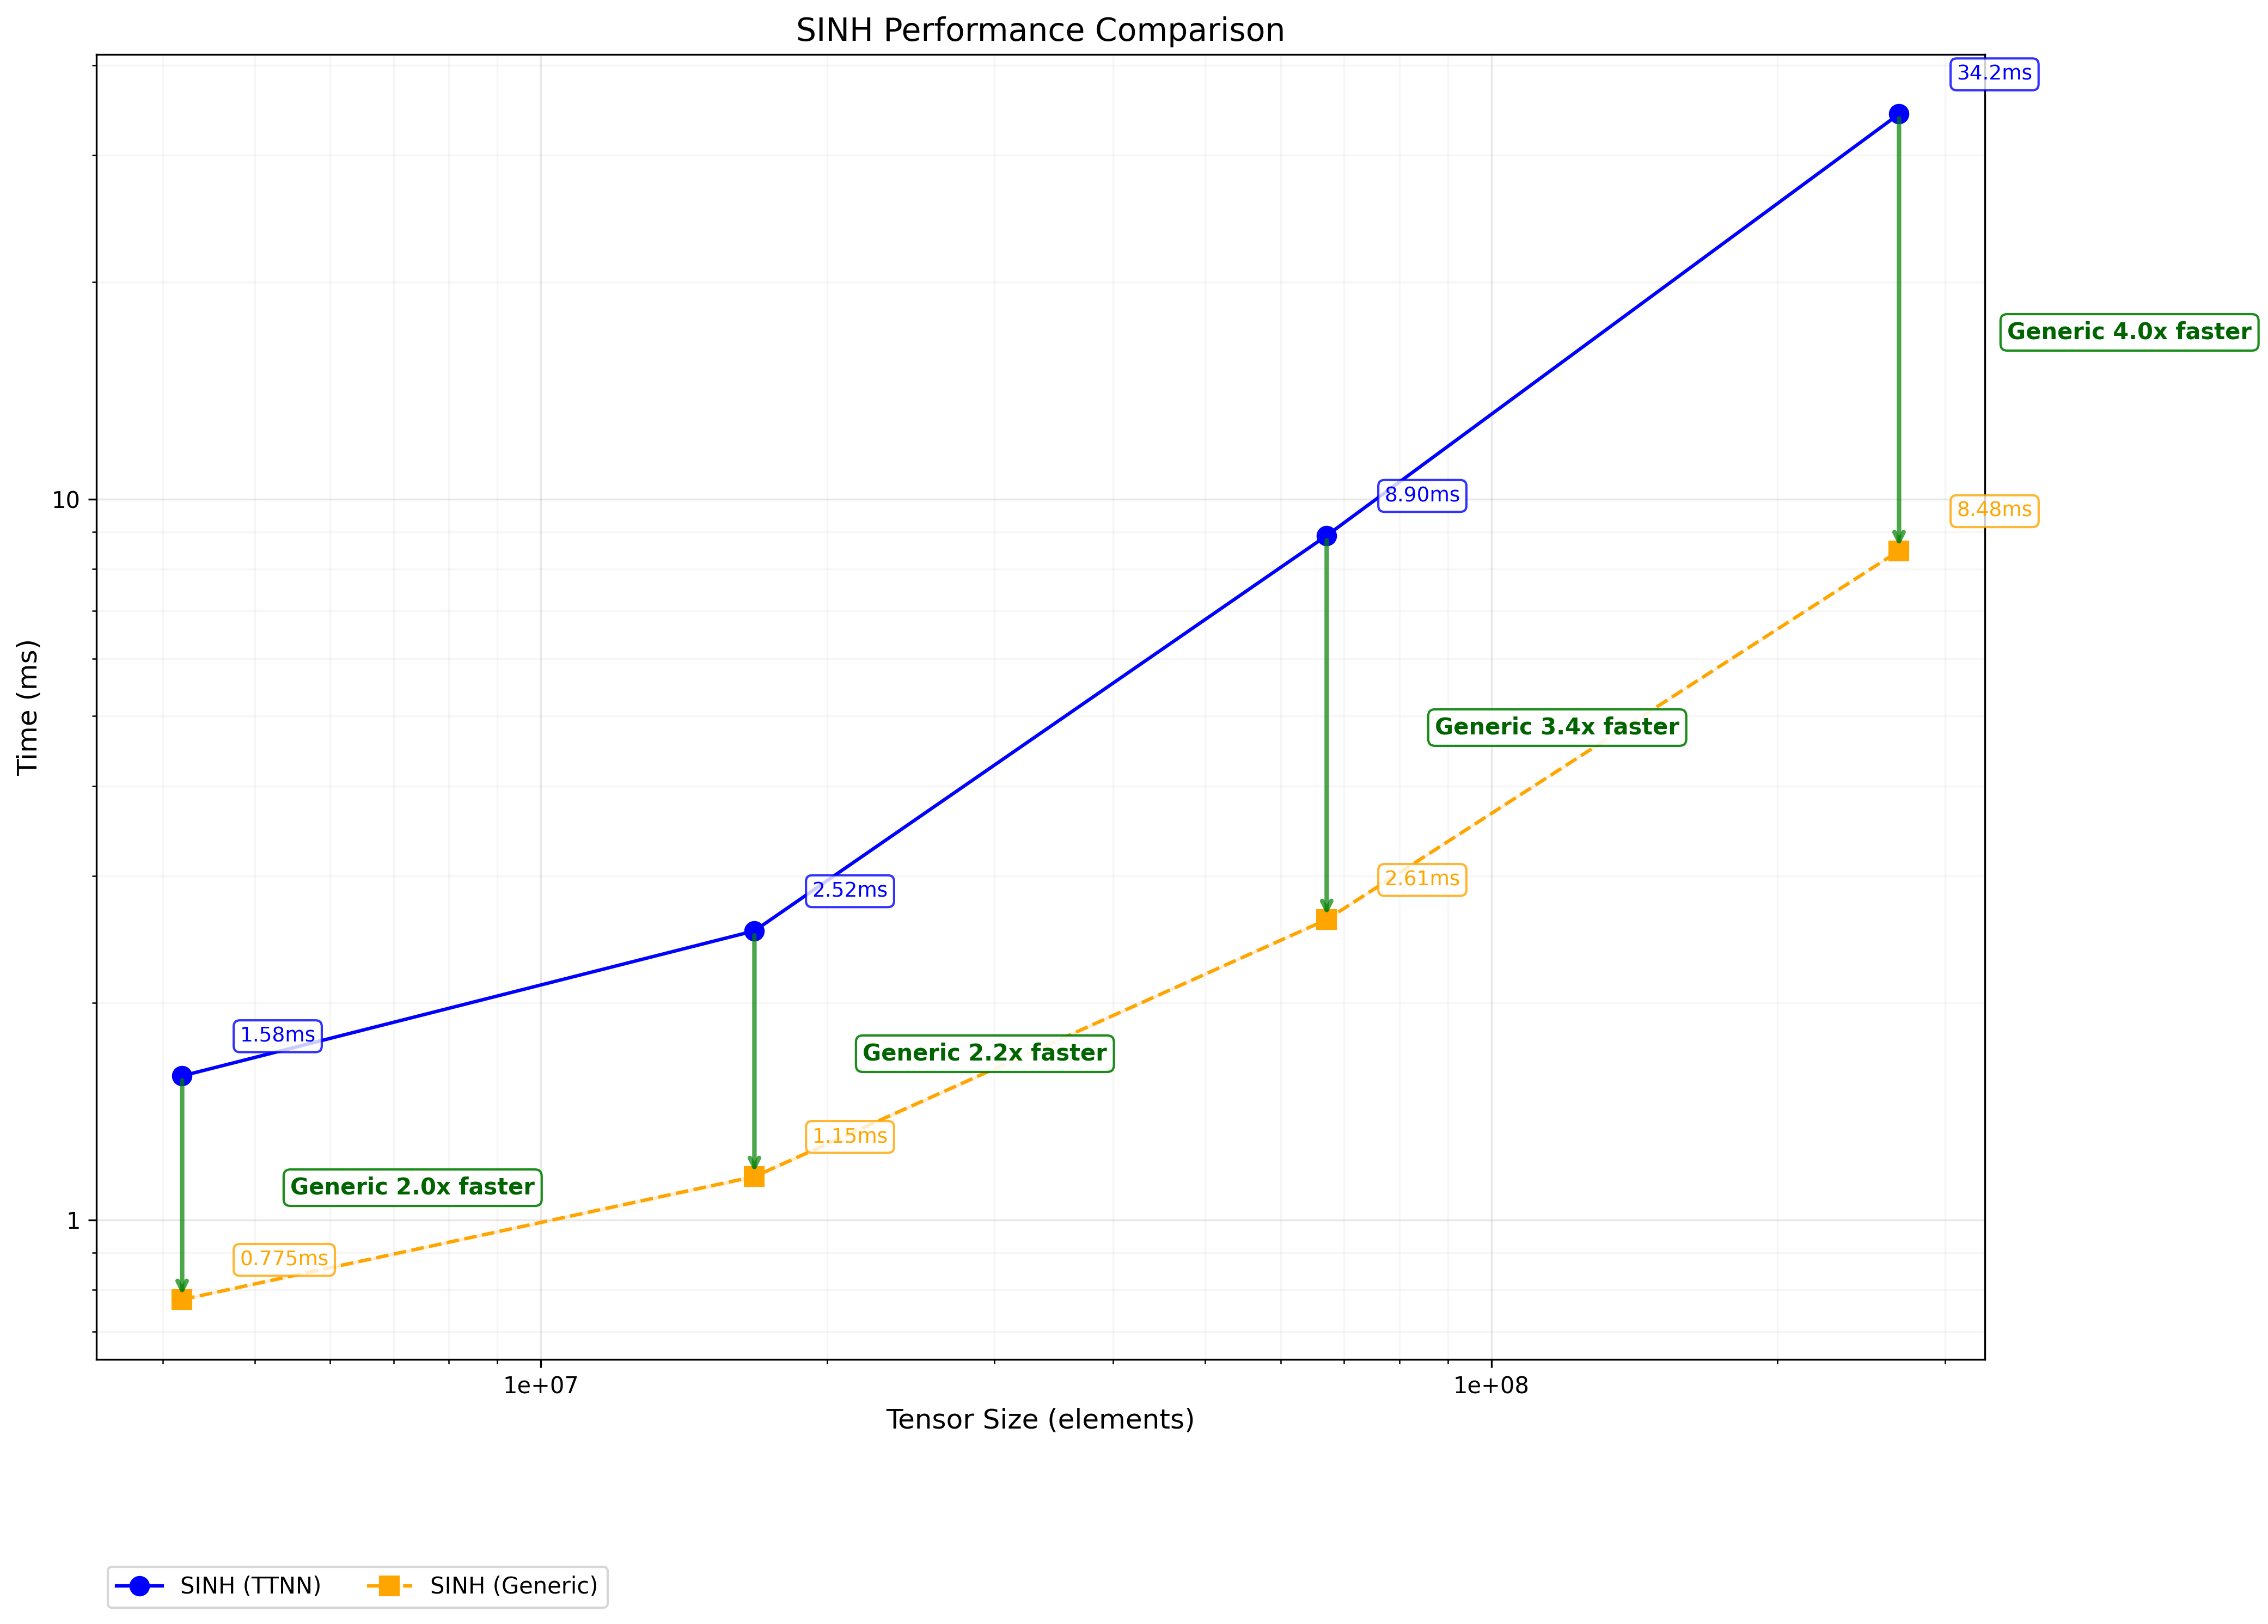 SINH Performance Comparison
34.2ms
Generic 4.0x faster
10
8.90ms
8.48ms
Time (ms)
Generic 3.4x faster
2.52ms
2.61ms
1.58ms
Generic 2.2x faster
1.15ms
Generic 2.0x faster
1
0.775ms
1e+07
1e+08
Tensor Size (elements)
SINH (TTNN)
SINH (Generic)